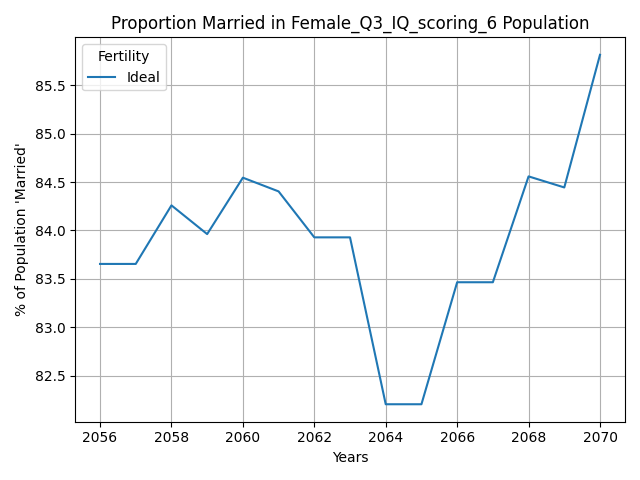 Proportion Married in Female_Q3_IQ_scoring_6 Population
Fertility
Ideal
% of Population 'Married'
85.5
85.0
84.5
84.0
83.5
83.0
82.5
2056 2058 2060 2062 2064 2066 2068 2070
Years